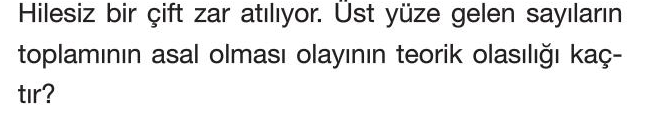 Hilesiz bir çift zar atılıyor. Üst yüze gelen sayıların
toplamının asal olması olayının teorik olasılığı kaç-
tır?